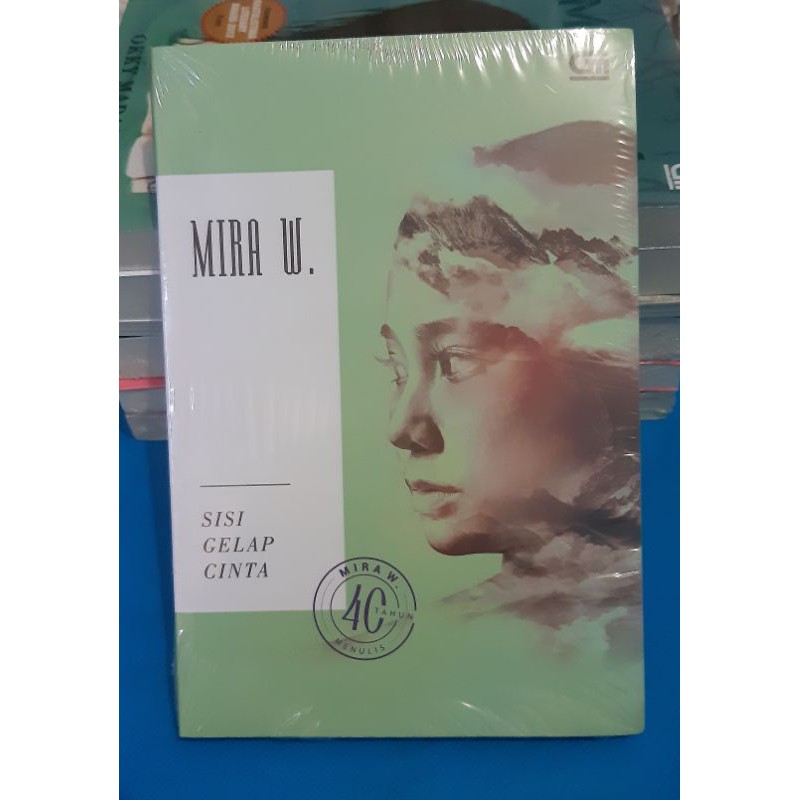 MIRA W.
SISI
GELAP
CINTA
MIRA W.
40
TAHUN
MENULIS